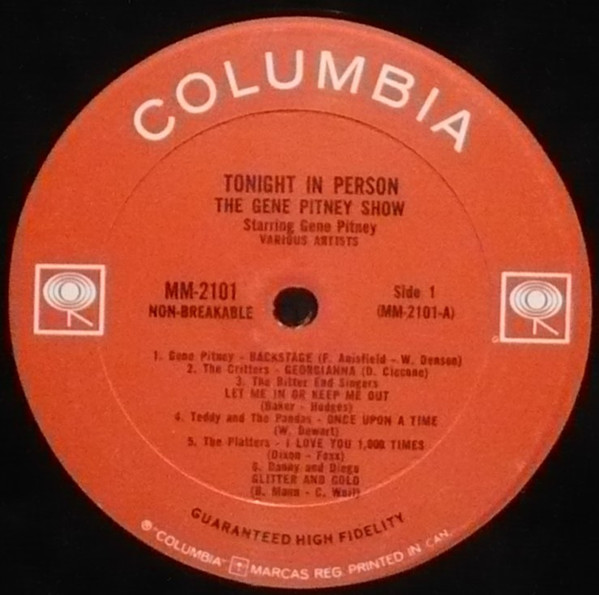 COLUMBIA
TONIGHT IN PERSON
THE GENE PITNEY SHOW
Starring Gene Pitney
VARIOUS ARTISTS
MM-2101
NON-BREAKABLE
Side 1
(MM-2101-A)
1. Gene Pitney - BACKSTAGE (F. Anisfield - W. Denson)
2. The Critters - GEORGIANNA (D. Ciccone)
3. The Bitter End Singers
LET ME IN OR KEEP ME OUT
(Baker - Hodges)
4. Teddy and The Pandas - ONCE UPON A TIME
(W. Dewart)
5. The Platters - I LOVE YOU 1,000 TIMES
(Dixon - Foxx)
6. Danny and Diego
GLITTER AND GOLD
(B. Mann - C. Weil)
GUARANTEED HIGH FIDELITY
® "COLUMBIA" MARCAS REG. PRINTED IN CAN.